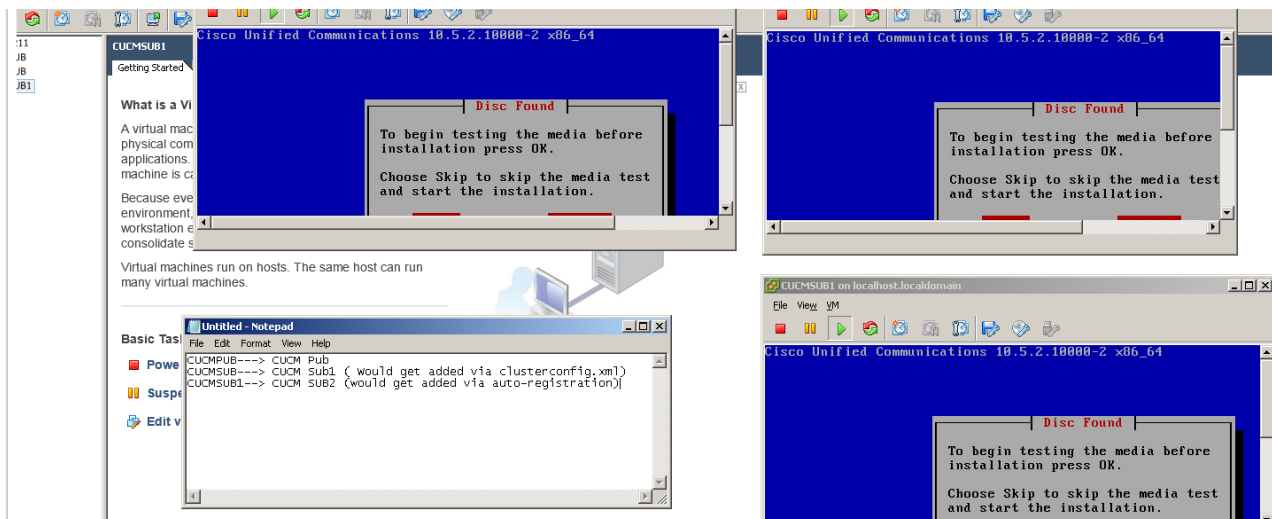 :11
JB
JB
JB1
CUCMSUB1
Getting Started
What is a Vi
A virtual mac
physical com
applications.
machine is ca
Because eve
environment,
workstation e
consolidate s
Virtual machines run on hosts. The same host can run
many virtual machines.
Basic Tas
Powe
Suspe
Edit v
Cisco Unified Communications 10.5.2.10000-2 x86_64
Disc Found
To begin testing the media before
installation press OK.
Choose Skip to skip the media test
and start the installation.
Cisco Unified Communications 10.5.2.10000-2 x86_64
Disc Found
To begin testing the media before
installation press OK.
Choose Skip to skip the media test
and start the installation.
Untitled - Notepad
File Edit Format View Help
CUCMPUB---> CUCM Pub
CUCMSUB---> CUCM Sub1 ( would get added via clusterconfig.xml)
CUCMSUB1--> CUCM SUB2 (would get added via auto-registration)
CUCMSUB1 on localhost.localdomain
File View VM
Cisco Unified Communications 10.5.2.10000-2 x86_64
Disc Found
To begin testing the media before
installation press OK.
Choose Skip to skip the media test
and start the installation.